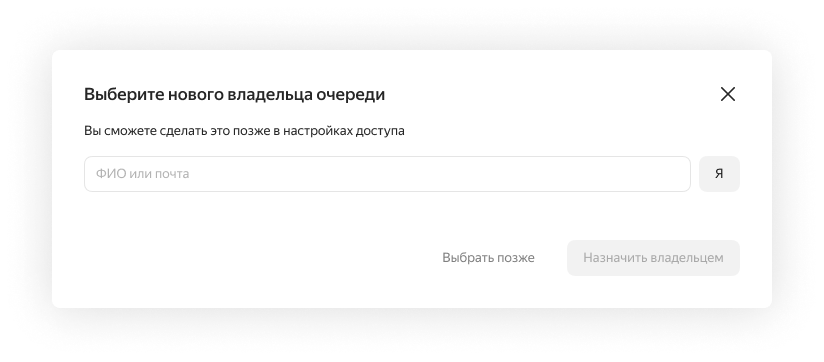 Выберите нового владельца очереди
Вы сможете сделать это позже в настройках доступа
ФИО или почта
Я
Выбрать позже
Назначить владельцем